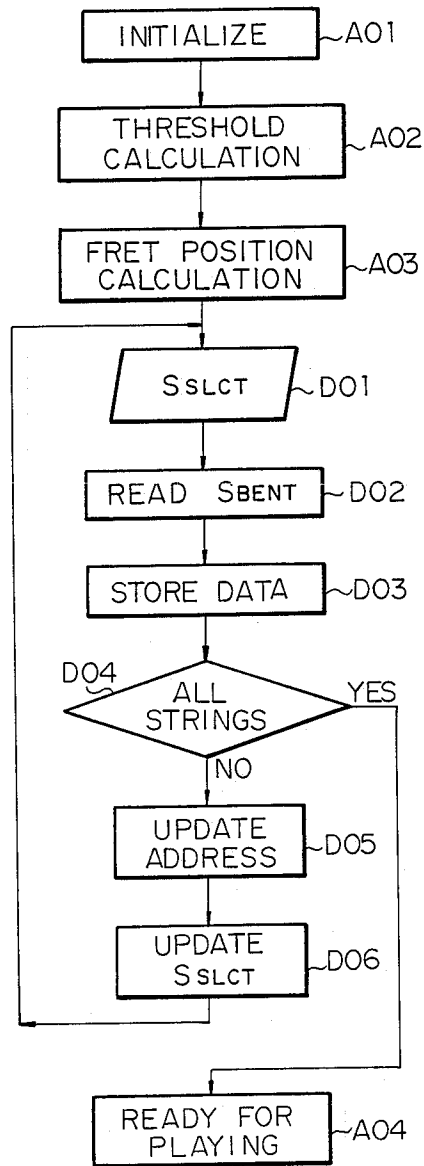 INITIALIZE
A01
THRESHOLD
CALCULATION
A02
FRET POSITION
CALCULATION
A03
SSLCT
D01
READ SBENT
D02
STORE DATA
D03
D04
ALL
STRINGS
YES
NO
UPDATE
ADDRESS
D05
UPDATE
SSLCT
D06
READY FOR
PLAYING
A04